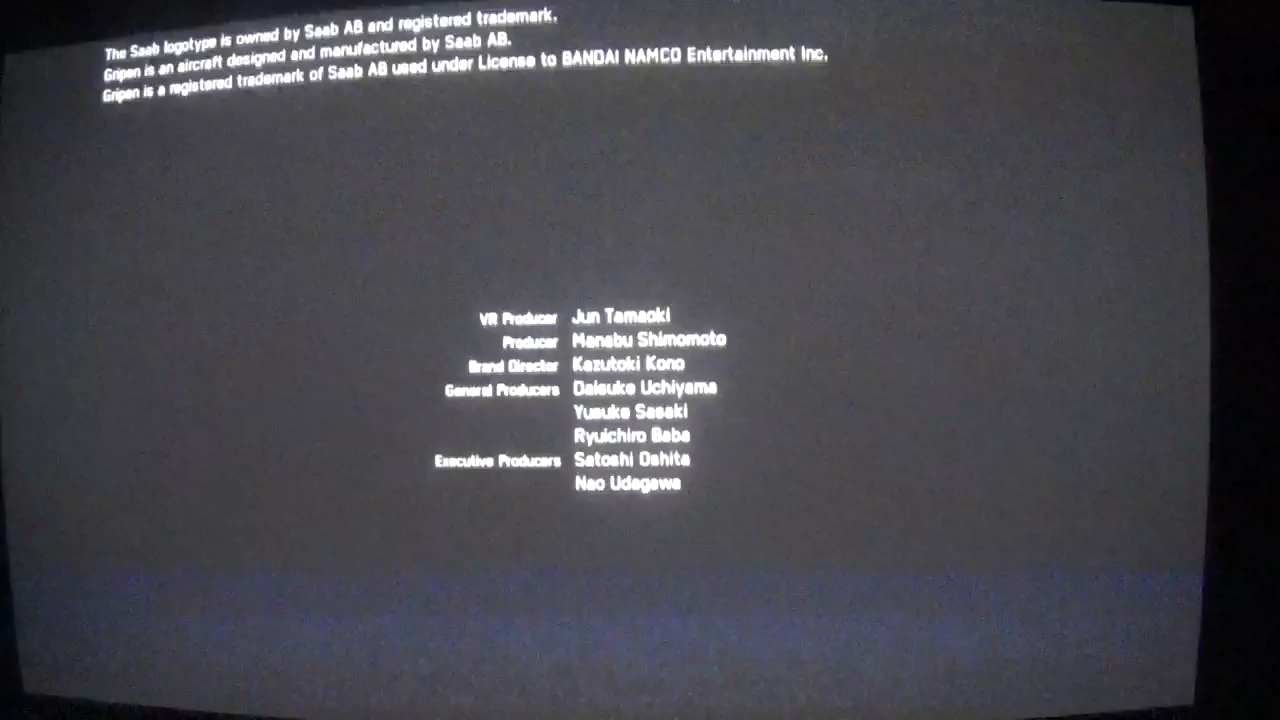 The Saab logotype is owned by Saab AB and registered trademark.
Gripen is an aircraft designed and manufactured by Saab AB.
Gripen is a registered trademark of Saab AB used under License to BANDAI NAMCO Entertainment Inc.
VR Producer Jun Tamaoki
Producer Manabu Shimomoto
Brand Director Kazutoki Kono
General Producers Daisuke Uchiyama
Yusuke Sasaki
Ryuichiro Baba
Executive Producers Satoshi Oshita
Nao Udagawa